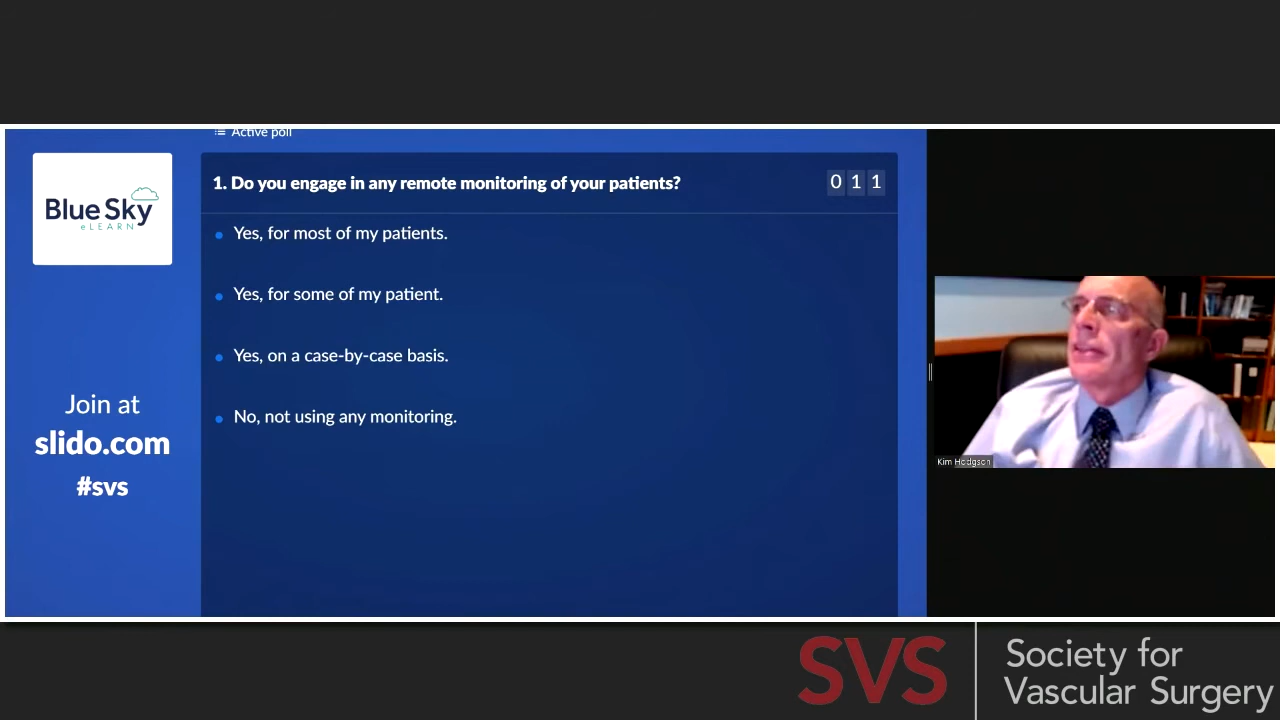 Active poll
Blue Sky
eLEARN
1. Do you engage in any remote monitoring of your patients?
0 1 1
Yes, for most of my patients.
Yes, for some of my patient.
Yes, on a case-by-case basis.
No, not using any monitoring.
Join at
slido.com
#svs
Kim Hodgson
SVS
Society for
Vascular Surgery